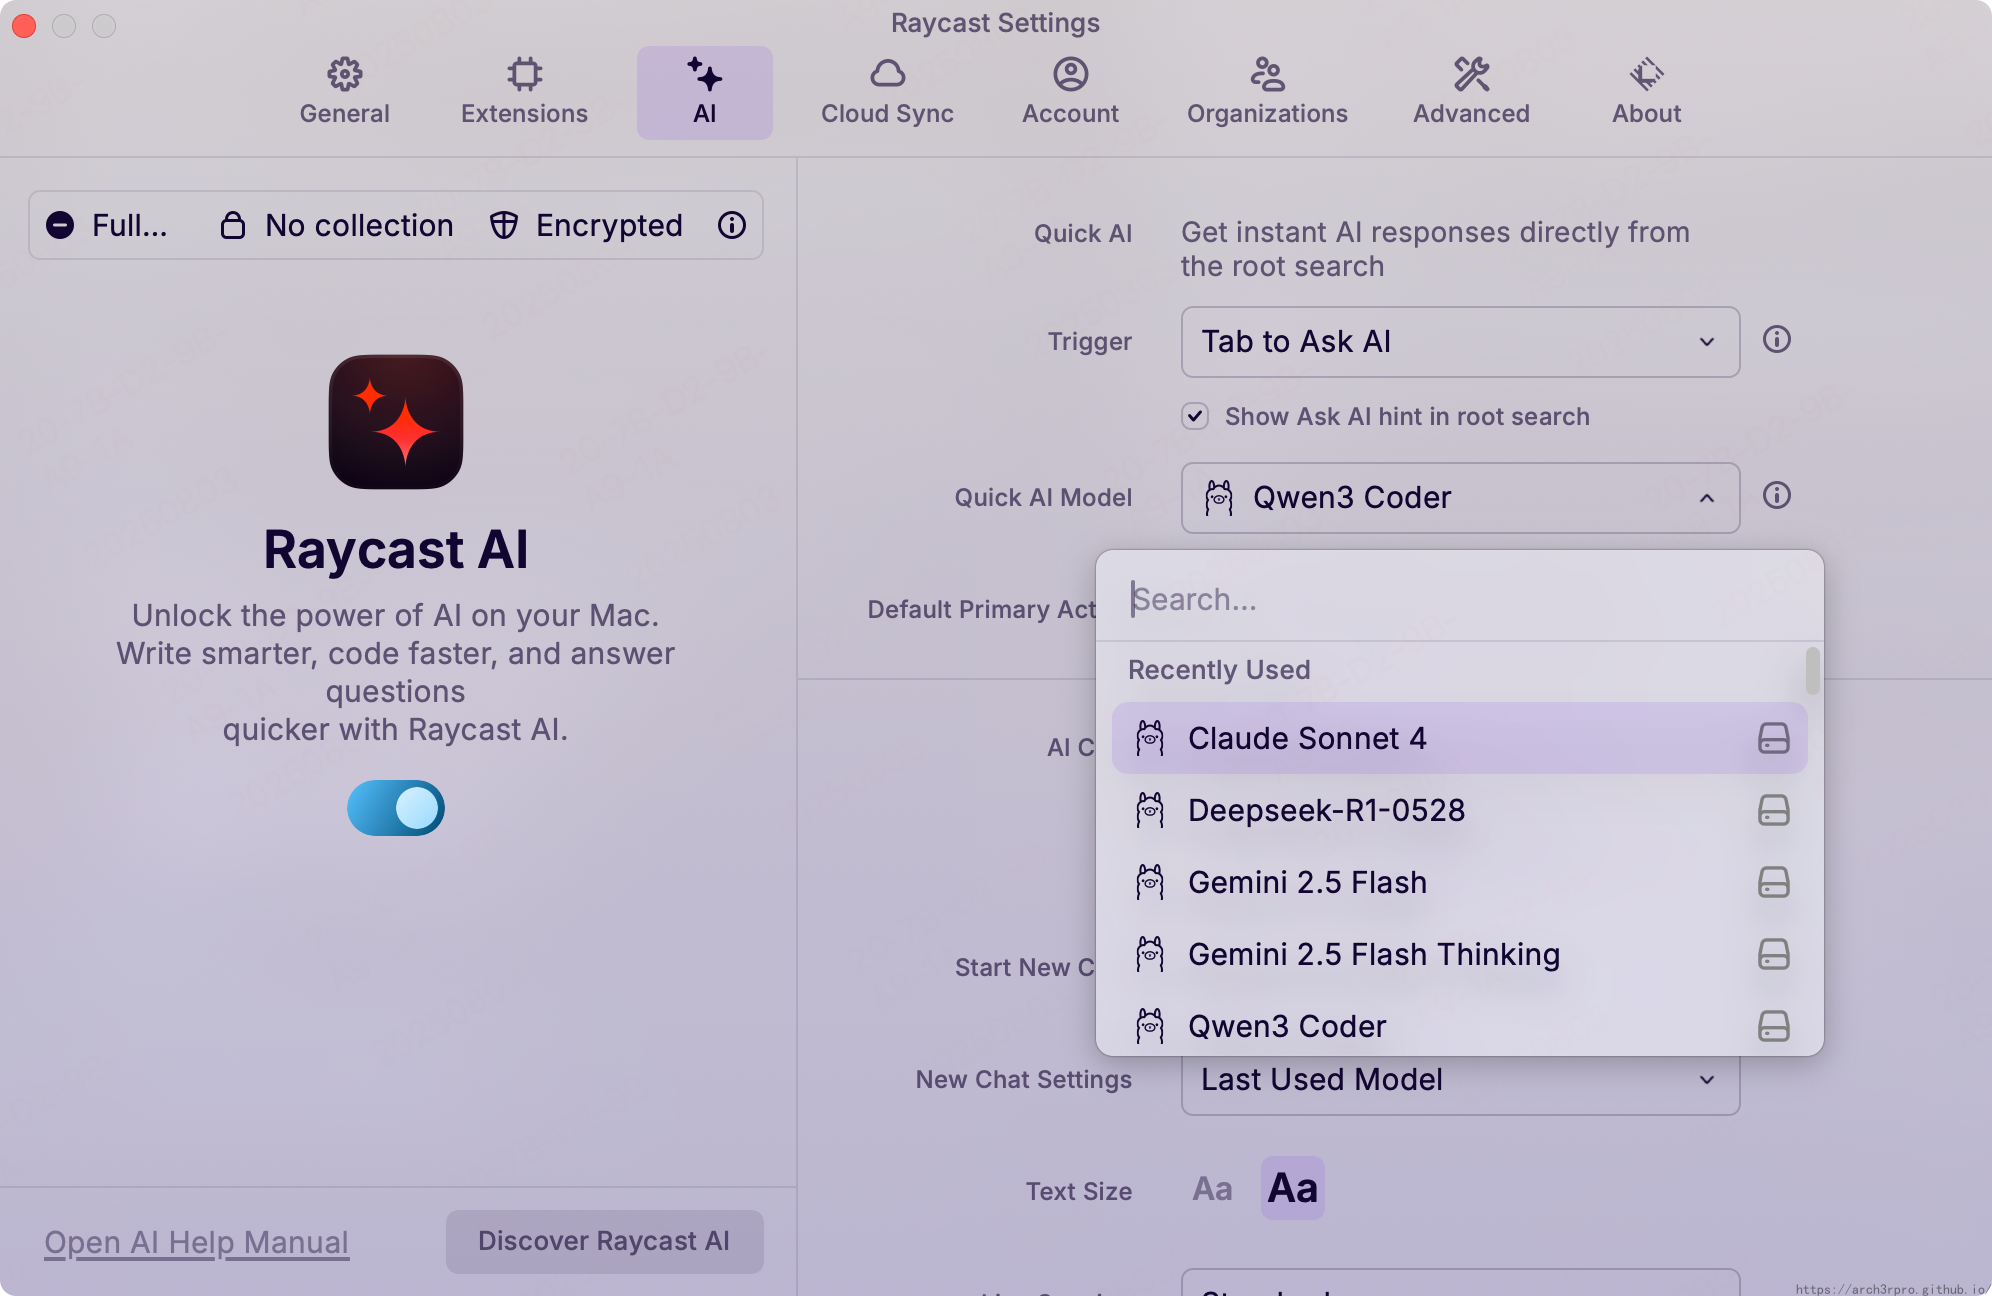 Raycast Settings
General
Extensions
AI
Cloud Sync
Account
Organizations
Advanced
About
Full...
No collection
Encrypted
Raycast AI
Unlock the power of AI on your Mac.
Write smarter, code faster, and answer
questions
quicker with Raycast AI.
Open AI Help Manual
Discover Raycast AI
Quick AI
Get instant AI responses directly from
the root search
Trigger
Tab to Ask AI
Show Ask AI hint in root search
Quick AI Model
Qwen3 Coder
Default Primary Act
Search...
Recently Used
Claude Sonnet 4
Deepseek-R1-0528
Gemini 2.5 Flash
Gemini 2.5 Flash Thinking
Qwen3 Coder
AI C
Start New C
New Chat Settings
Last Used Model
Text Size
Aa
Aa
https://arch3rpro.github.io/